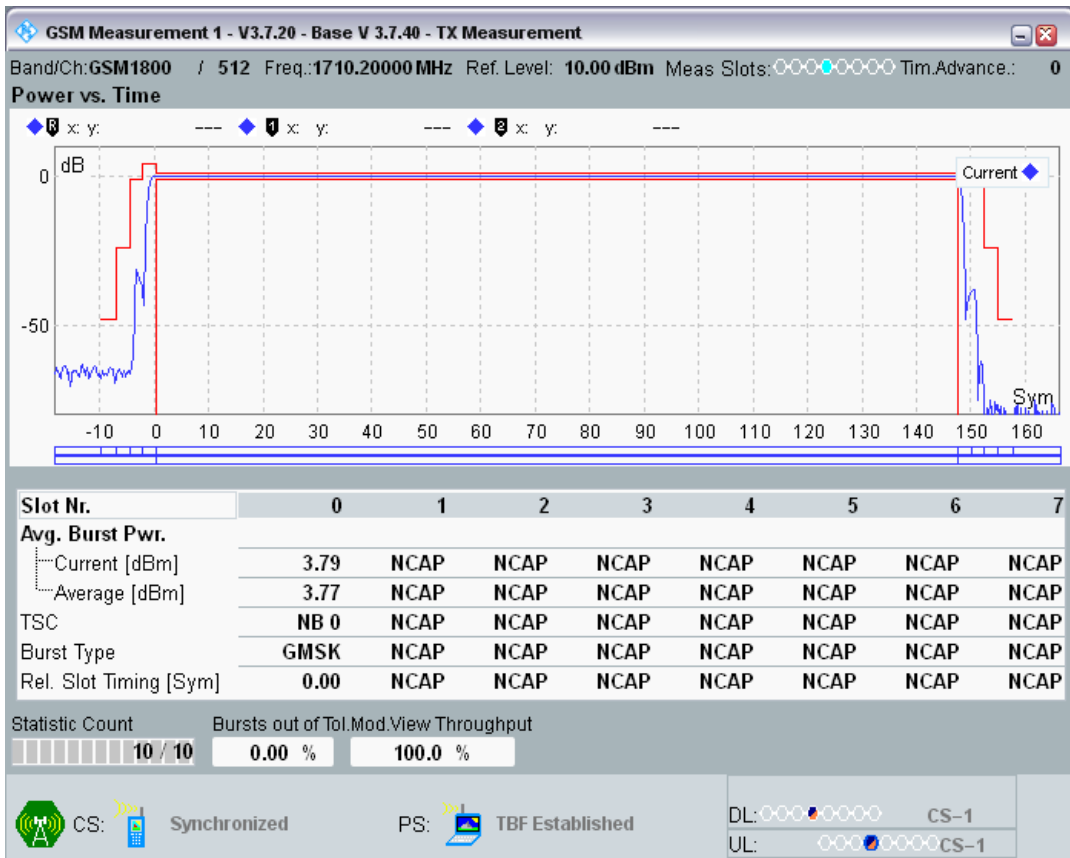 GSM Measurement 1 - V3.7.20 - Base V 3.7.40 - TX Measurement
Band/Ch:GSM1800 / 512 Freq.:1710.20000 MHz Ref. Level: 10.00 dBm Meas Slots: Tim.Advance.: 0
Power vs. Time
R x: y: --- 1 x: y: --- 2 x: y: ---
dB
Current
0
-50
Sym
-10 0 10 20 30 40 50 60 70 80 90 100 110 120 130 140 150 160
Slot Nr. 0 1 2 3 4 5 6 7
Avg. Burst Pwr.
Current [dBm] 3.79 NCAP NCAP NCAP NCAP NCAP NCAP NCAP
Average [dBm] 3.77 NCAP NCAP NCAP NCAP NCAP NCAP NCAP
TSC NB 0 NCAP NCAP NCAP NCAP NCAP NCAP NCAP
Burst Type GMSK NCAP NCAP NCAP NCAP NCAP NCAP NCAP
Rel. Slot Timing [Sym] 0.00 NCAP NCAP NCAP NCAP NCAP NCAP NCAP
Statistic Count Bursts out of Tol.Mod.View Throughput
10 / 10 0.00 % 100.0 %
CS: Synchronized PS: TBF Established
DL: CS-1
UL: CS-1